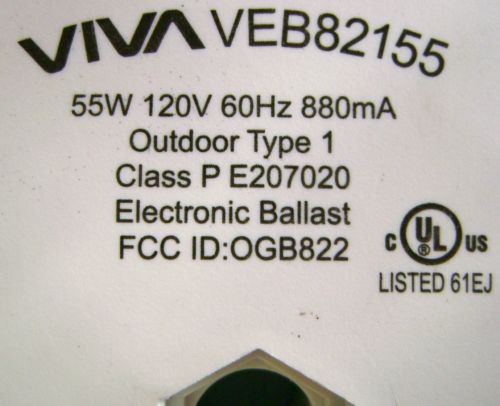 VIVA VEB82155
55W 120V 60Hz 880mA
Outdoor Type 1
Class P E207020
Electronic Ballast
FCC ID:OGB822
C UL ® US
LISTED 61EJ